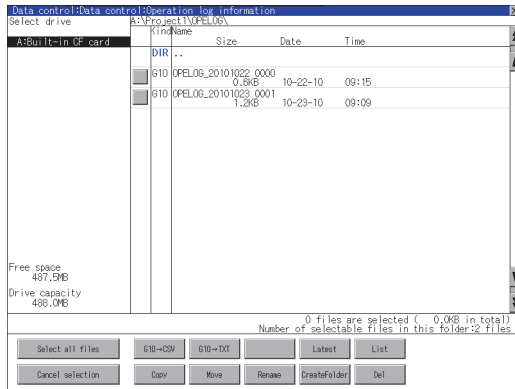 Data control:Data control:Operation log information
Select drive
A:\Project1\OPELOG\
A:Built-in CF card
Kind Name
Size Date Time
DIR ..
G10 OPELOG_20101022_0000
0.6KB 10-22-10 09:15
G10 OPELOG_20101023_0001
1.2KB 10-23-10 09:09
Free space
487.5MB
Drive capacity
488.0MB
0 files are selected ( 0.0KB in total)
Number of selectable files in this folder:2 files
Select all files G10→CSV G10→TXT Latest List
Cancel selection Copy Move Rename CreateFolder Del